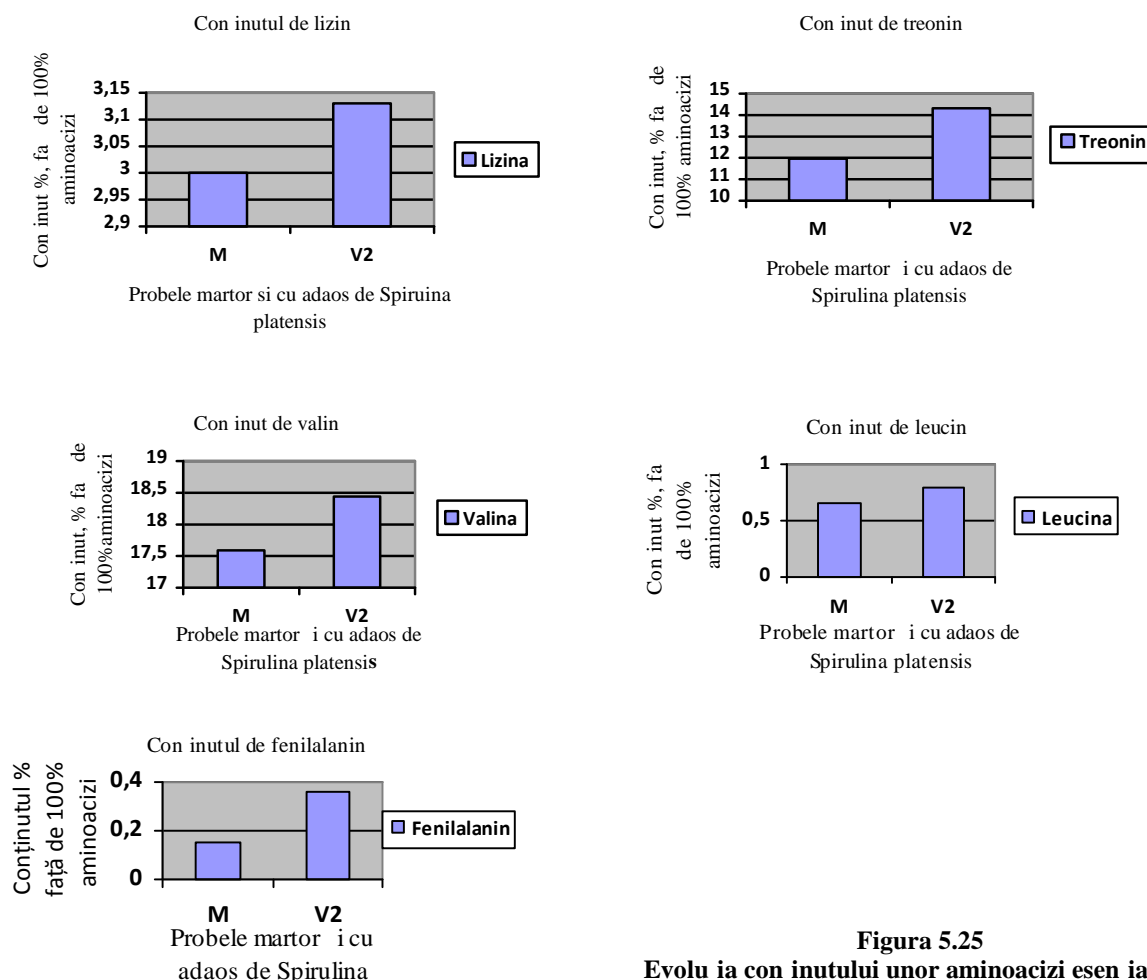 Con inutul de lizin
Con inut %, fa de 100%
aminoacizi
3,15
3,1
3,05
3
2,95
2,9
M V2
Lizina
Probele martor si cu adaos de Spiruina
platensis
Con inut de treonin
Con inut, % fa de
100% aminoacizi
15
14
13
12
11
10
M V2
Treonin
Probele martor i cu adaos de
Spirulina platensis
Con inut de valin
Con inut, % fa de
100%aminoacizi
19
18,5
18
17,5
17
M V2
Valina
Probele martor i cu adaos de
Spirulina platensis
Con inut de leucin
Con inut %, fa
de 100%
aminoacizi
1
0,5
0
M V2
Leucina
Probele martor i cu adaos de
Spirulina platensis
Con inutul de fenilalanin
Conținutul %
față de 100%
aminoacizi
0,4
0,2
0
M V2
Fenilalanin
Probele martor i cu
adaos de Spirulina
Figura 5.25
Evolu ia con inutului unor aminoacizi esen ia